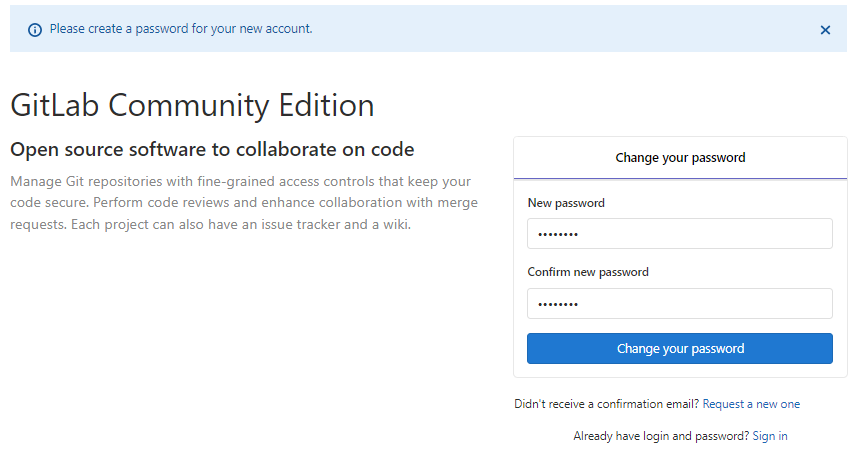 Please create a password for your new account.
GitLab Community Edition
Open source software to collaborate on code
Manage Git repositories with fine-grained access controls that keep your
code secure. Perform code reviews and enhance collaboration with merge
requests. Each project can also have an issue tracker and a wiki.
Change your password
New password
••••••••
Confirm new password
••••••••
Change your password
Didn't receive a confirmation email? Request a new one
Already have login and password? Sign in